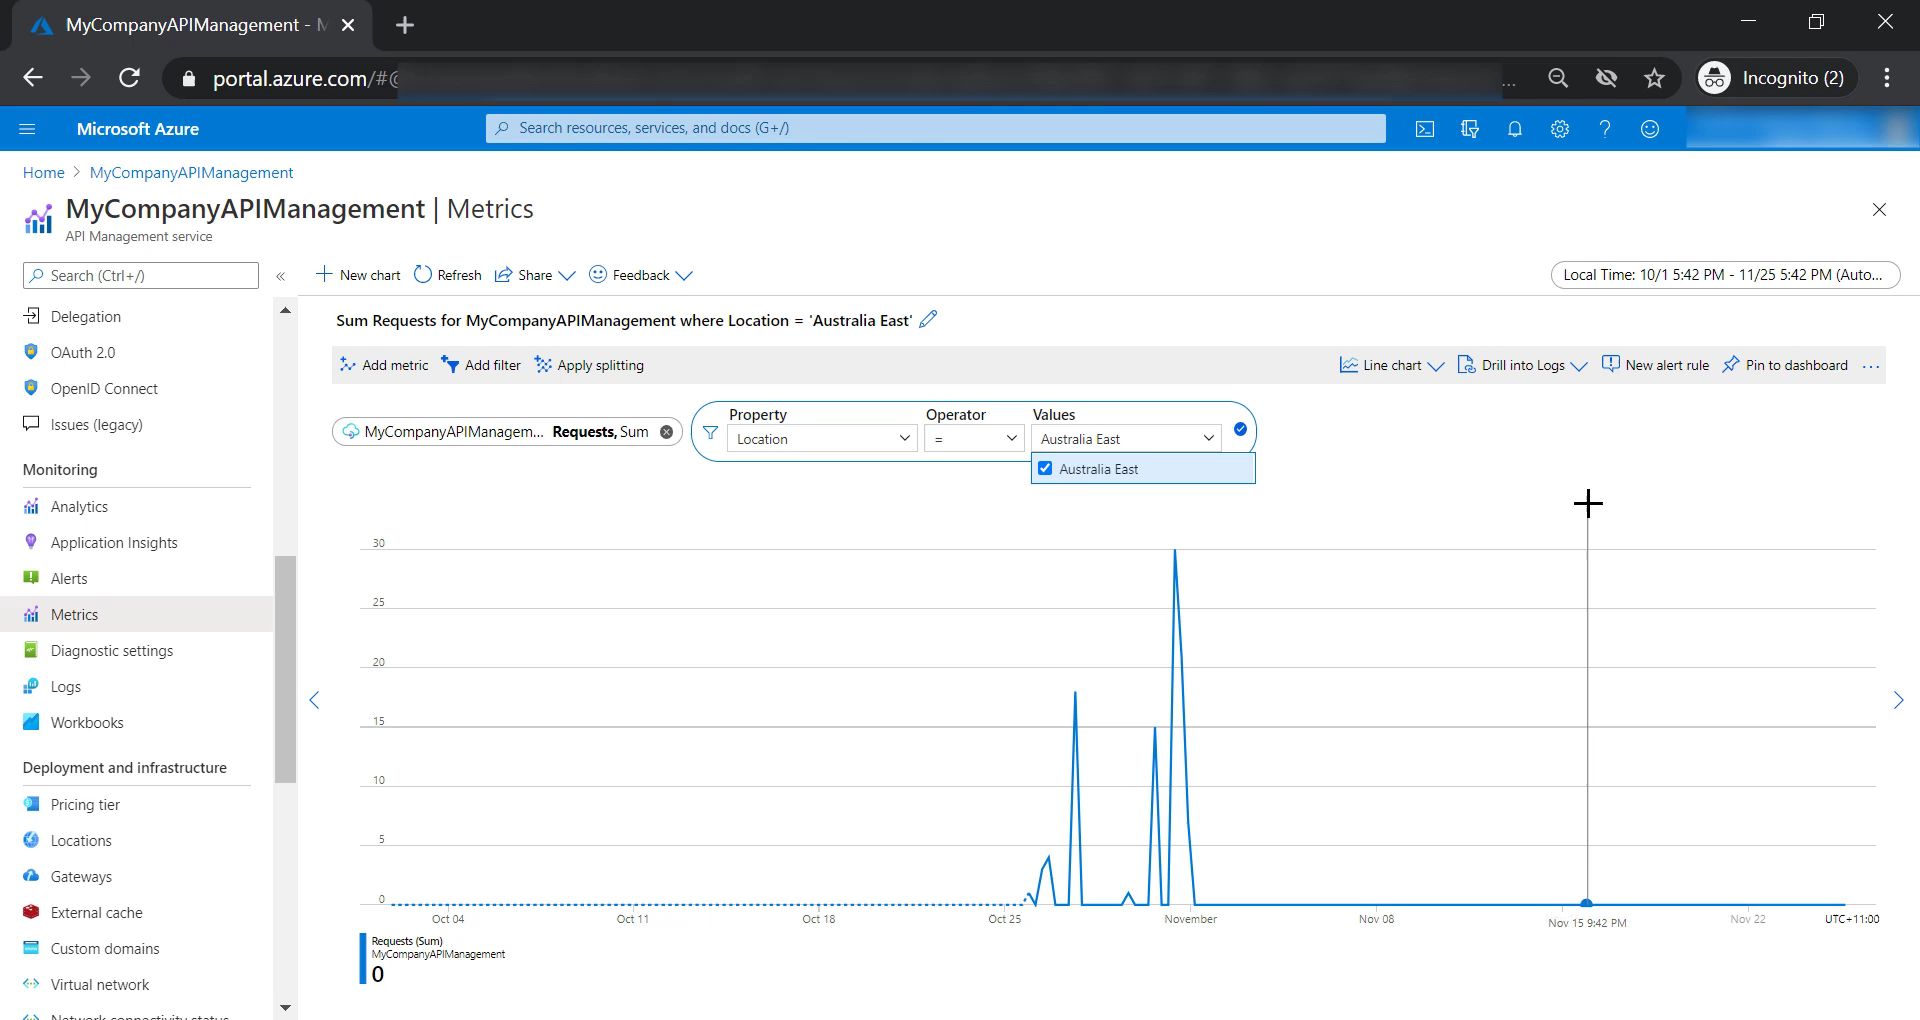 MyCompanyAPIManagement - M
portal.azure.com/#@
...
Incognito (2)
Microsoft Azure
Search resources, services, and docs (G+/)
Home > MyCompanyAPIManagement
MyCompanyAPIManagement | Metrics
API Management service
Search (Ctrl+/)
«
New chart
Refresh
Share
Feedback
Local Time: 10/1 5:42 PM - 11/25 5:42 PM (Auto...
Delegation
OAuth 2.0
OpenID Connect
Issues (legacy)
Monitoring
Analytics
Application Insights
Alerts
Metrics
Diagnostic settings
Logs
Workbooks
Deployment and infrastructure
Pricing tier
Locations
Gateways
External cache
Custom domains
Virtual network
Network connectivity status
Sum Requests for MyCompanyAPIManagement where Location = 'Australia East'
Add metric
Add filter
Apply splitting
Line chart
Drill into Logs
New alert rule
Pin to dashboard
...
MyCompanyAPIManagem... Requests, Sum
Property
Operator
Values
Location
=
Australia East
Australia East
30
25
20
15
10
5
0
Oct 04
Oct 11
Oct 18
Oct 25
November
Nov 08
Nov 15 9:42 PM
Nov 22
UTC+11:00
Requests (Sum)
MyCompanyAPIManagement
0